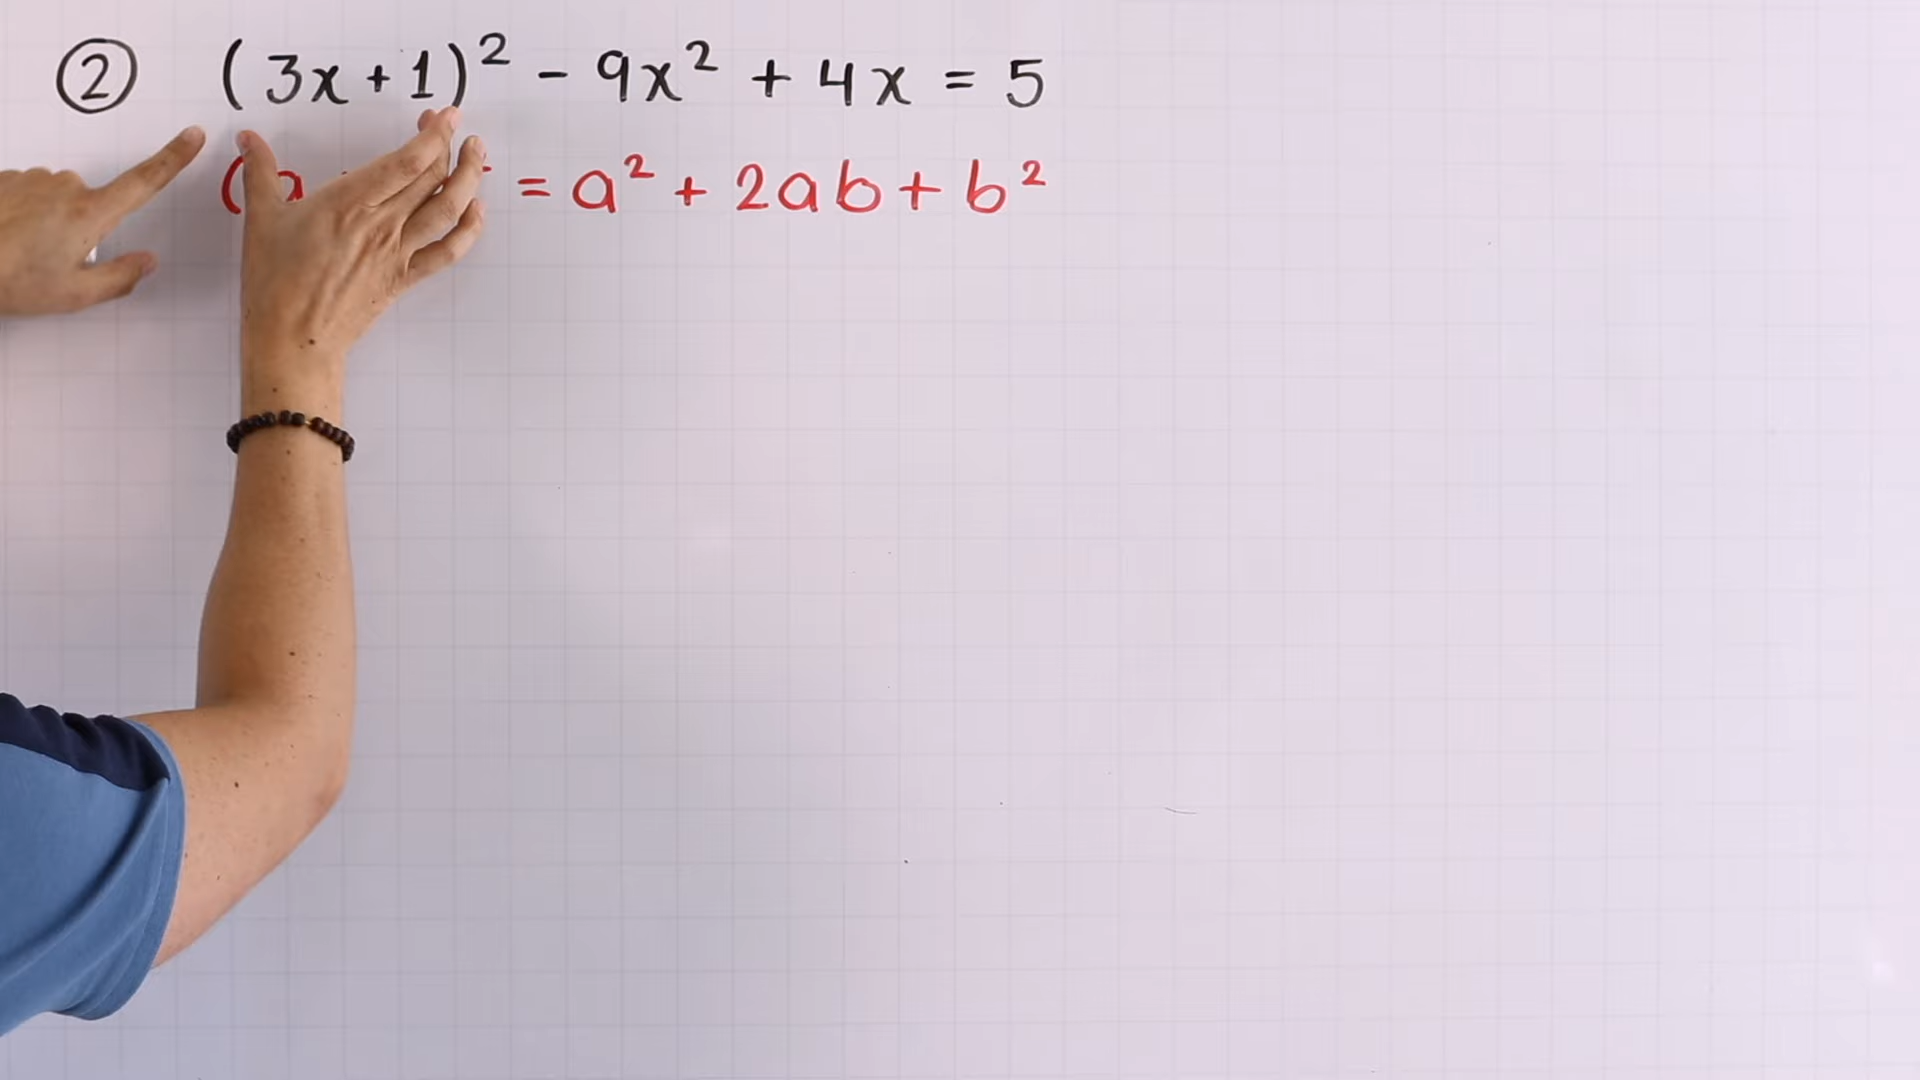 ② (3x+1)² - 9x² + 4x = 5
(a = a² + 2ab + b²